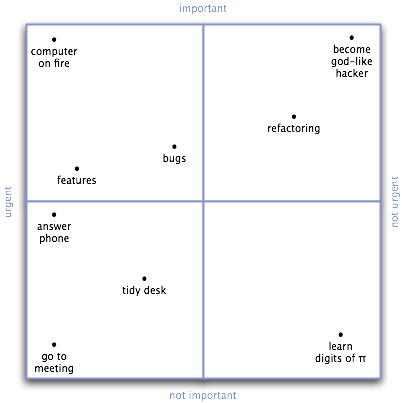 important
computer
on fire
become
god-like
hacker
refactoring
bugs
features
urgent
not urgent
answer
phone
tidy desk
go to
meeting
learn
digits of π
not important